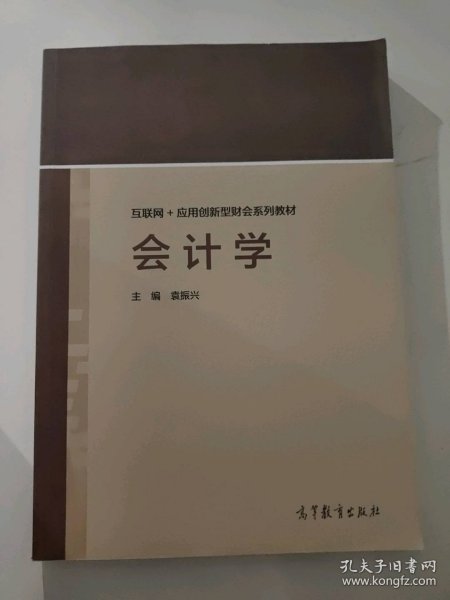 互联网 + 应用创新型财会系列教材
会计学
主 编 袁振兴
高等教育出版社
孔夫子旧书网
www.kongfz.com